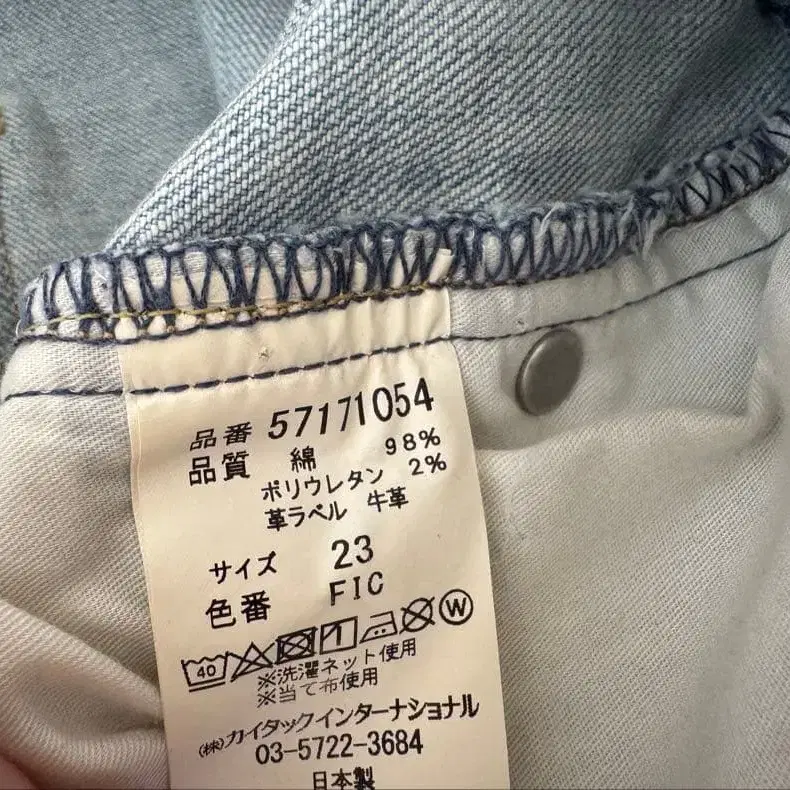 品番 57171054
品質 綿 98%
ポリウレタン 2%
革ラベル 牛革
サイズ 23
色番 FIC
40 W
※洗濯ネット使用
※当て布使用
㈱カイタックインターナショナル
03-5722-3684
日本製